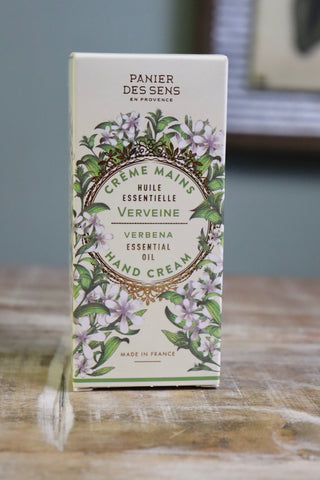 PANIER
DES SENS
EN PROVENCE
CRÈME MAINS
HUILE
ESSENTIELLE
VERVEINE
VERBENA
ESSENTIAL
OIL
HAND CREAM
MADE IN FRANCE